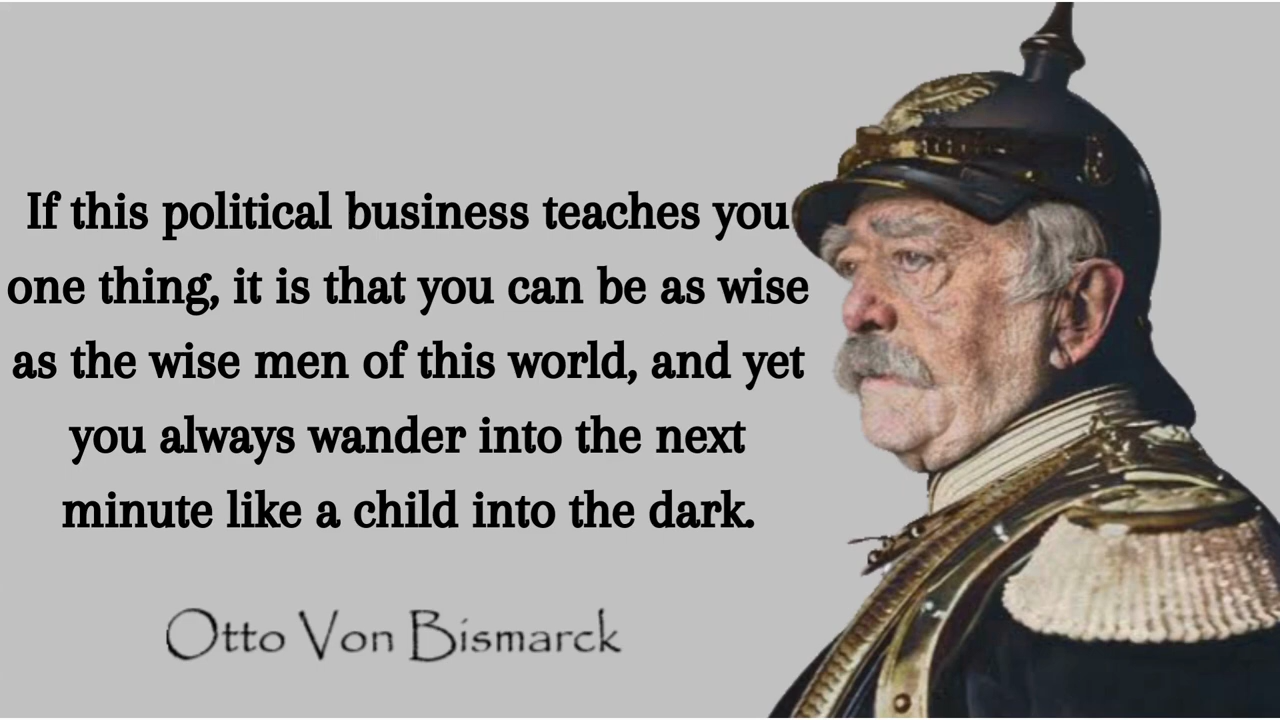 If this political business teaches you
one thing, it is that you can be as wise
as the wise men of this world, and yet
you always wander into the next
minute like a child into the dark.
Otto Von Bismarck